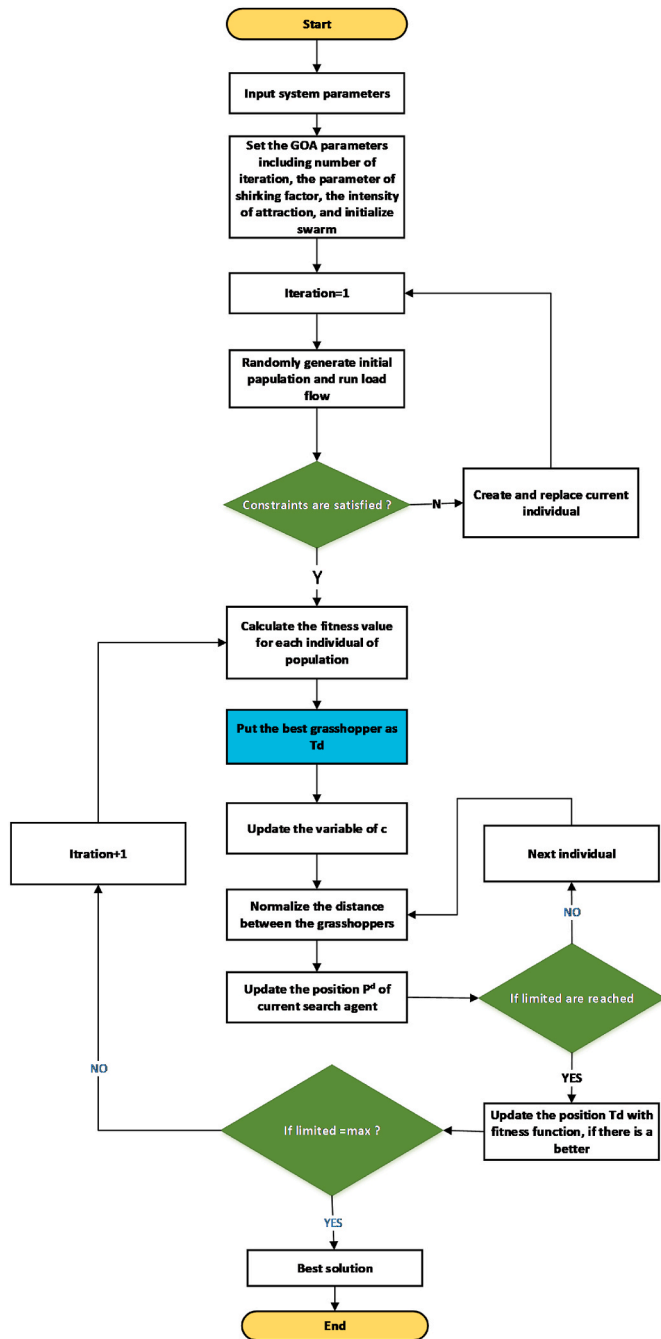 Start
Input system parameters
Set the GOA parameters
including number of
iteration, the parameter of
shirking factor, the intensity
of attraction, and initialize
swarm
Iteration=1
Randomly generate initial
papulation and run load
flow
Constraints are satisfied ?
N
Create and replace current
individual
Y
Calculate the fitness value
for each individual of
population
Put the best grasshopper as
Td
Update the variable of c
Itration+1
Next individual
Normalize the distance
between the grasshoppers
NO
Update the position Pᵈ of
current search agent
If limited are reached
NO
YES
If limited =max ?
Update the position Td with
fitness function, if there is a
better
YES
Best solution
End